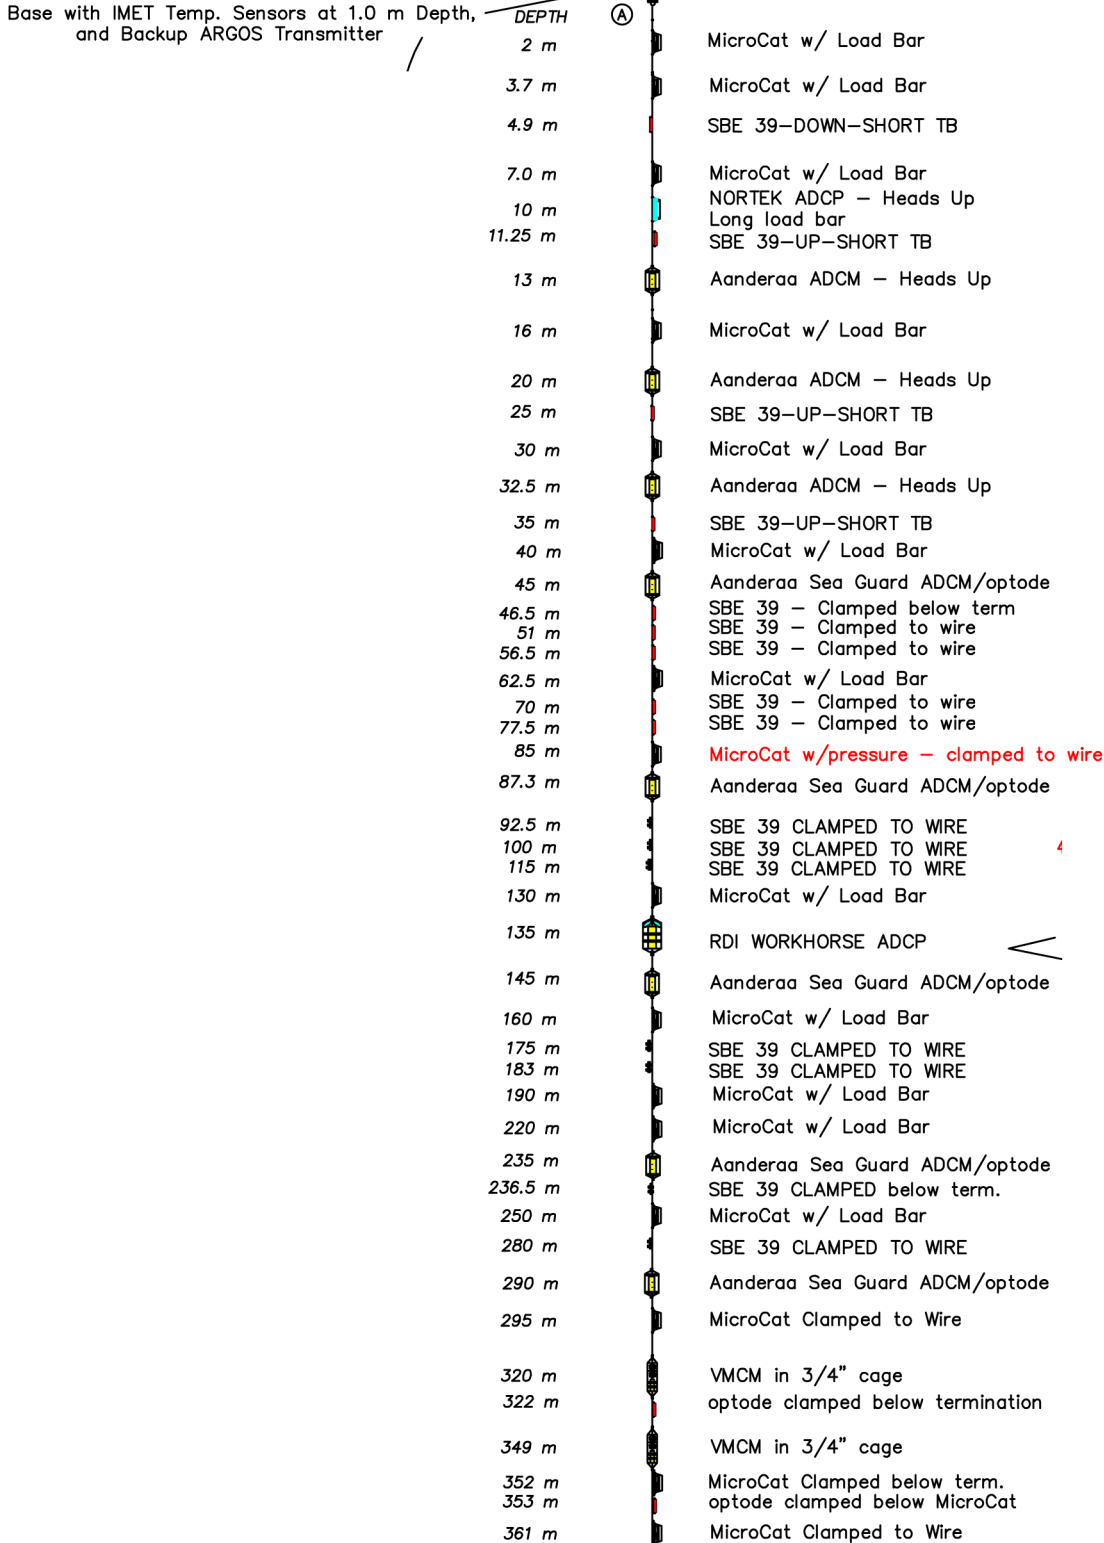 Base with IMET Temp. Sensors at 1.0 m Depth,
and Backup ARGOS Transmitter
DEPTH A
2 m MicroCat w/ Load Bar
3.7 m MicroCat w/ Load Bar
4.9 m SBE 39-DOWN-SHORT TB
7.0 m MicroCat w/ Load Bar
10 m NORTEK ADCP - Heads Up
Long load bar
11.25 m SBE 39-UP-SHORT TB
13 m Aanderaa ADCM - Heads Up
16 m MicroCat w/ Load Bar
20 m Aanderaa ADCM - Heads Up
25 m SBE 39-UP-SHORT TB
30 m MicroCat w/ Load Bar
32.5 m Aanderaa ADCM - Heads Up
35 m SBE 39-UP-SHORT TB
40 m MicroCat w/ Load Bar
45 m Aanderaa Sea Guard ADCM/optode
46.5 m SBE 39 - Clamped below term
51 m SBE 39 - Clamped to wire
56.5 m SBE 39 - Clamped to wire
62.5 m MicroCat w/ Load Bar
70 m SBE 39 - Clamped to wire
77.5 m SBE 39 - Clamped to wire
85 m MicroCat w/pressure - clamped to wire
87.3 m Aanderaa Sea Guard ADCM/optode
92.5 m SBE 39 CLAMPED TO WIRE
100 m SBE 39 CLAMPED TO WIRE
115 m SBE 39 CLAMPED TO WIRE
130 m MicroCat w/ Load Bar
135 m RDI WORKHORSE ADCP
145 m Aanderaa Sea Guard ADCM/optode
160 m MicroCat w/ Load Bar
175 m SBE 39 CLAMPED TO WIRE
183 m SBE 39 CLAMPED TO WIRE
190 m MicroCat w/ Load Bar
220 m MicroCat w/ Load Bar
235 m Aanderaa Sea Guard ADCM/optode
236.5 m SBE 39 CLAMPED below term.
250 m MicroCat w/ Load Bar
280 m SBE 39 CLAMPED TO WIRE
290 m Aanderaa Sea Guard ADCM/optode
295 m MicroCat Clamped to Wire
320 m VMCM in 3/4" cage
322 m optode clamped below termination
349 m VMCM in 3/4" cage
352 m MicroCat Clamped below term.
353 m optode clamped below MicroCat
361 m MicroCat Clamped to Wire